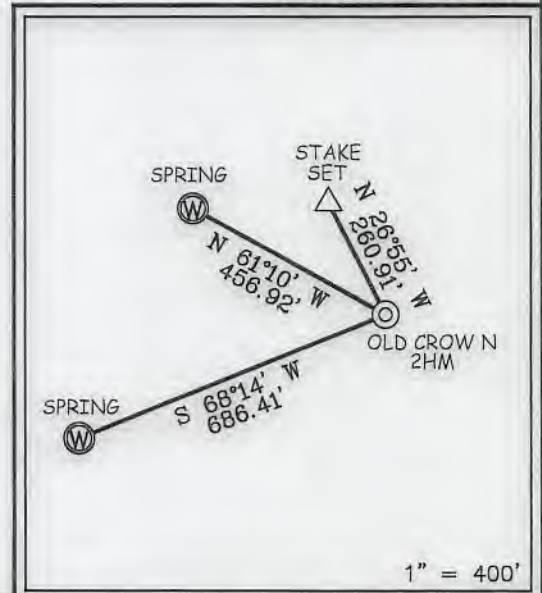 STAKE
SET
SPRING
W
N 26°55' W
260.91'
N 61°10' W
456.92'
OLD CROW N
2HM
S 68°14' W
686.41'
SPRING
W
1" = 400'